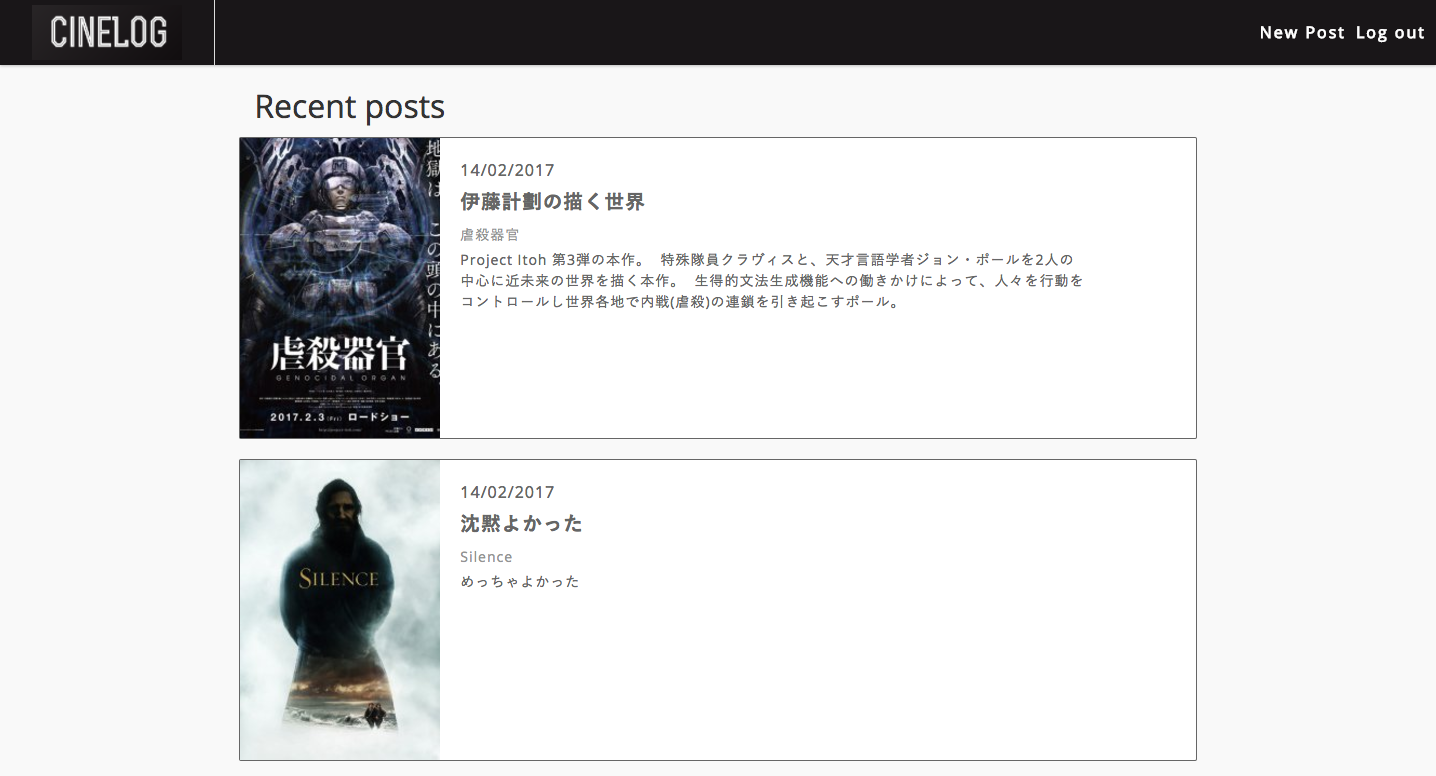 CINELOG
New Post Log out
Recent posts
地獄は、この頭の中にある。
虐殺器官
GENOCIDAL ORGAN
2017.2.3(Fri) ロードショー
14/02/2017
伊藤計劃の描く世界
虐殺器官
Project Itoh 第3弾の本作。 特殊隊員クラヴィスと、天才言語学者ジョン・ポールを2人の
中心に近未来の世界を描く本作。 生得的文法生成機能への働きかけによって、人々を行動を
コントロールし世界各地で内戦(虐殺)の連鎖を引き起こすポール。
SILENCE
14/02/2017
沈黙よかった
Silence
めっちゃよかった